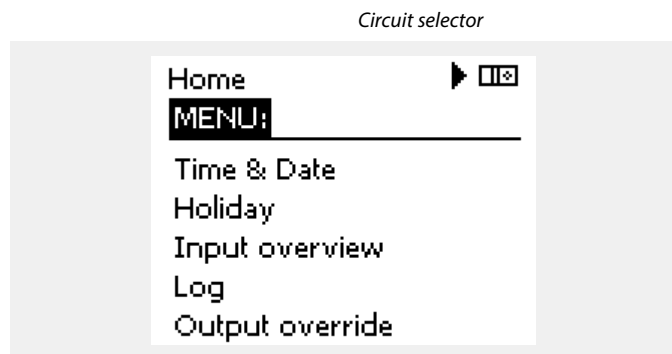 Circuit selector
Home
MENU:
Time & Date
Holiday
Input overview
Log
Output override